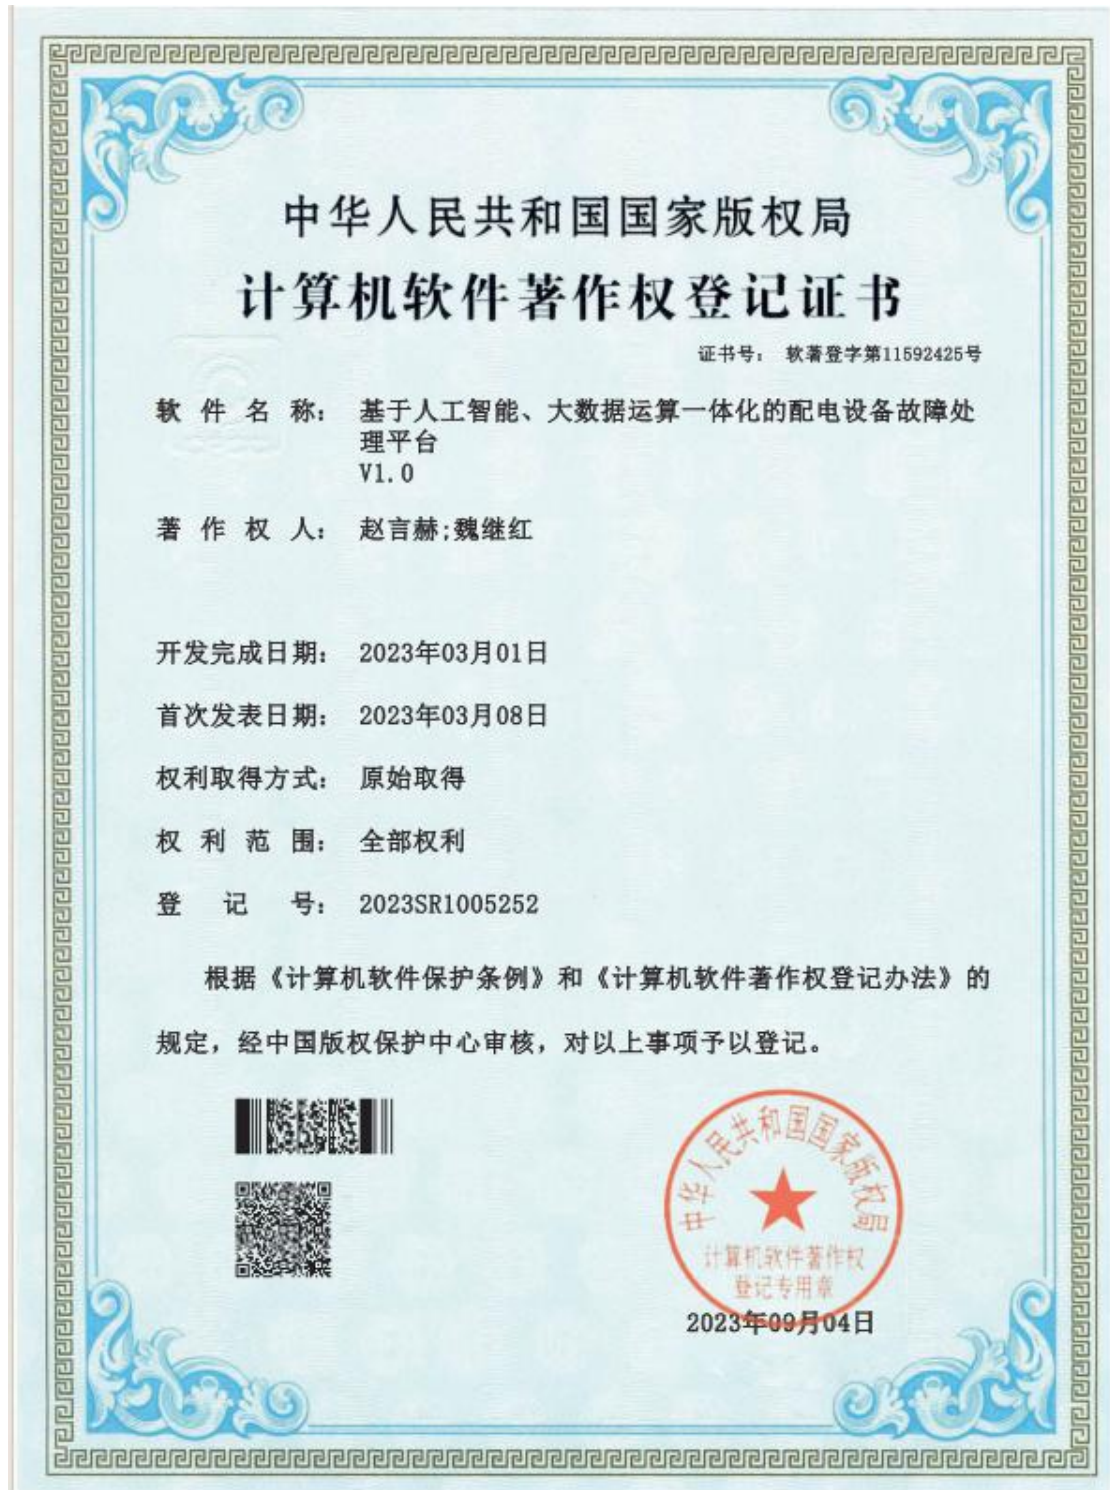 中华人民共和国国家版权局
计算机软件著作权登记证书
证书号： 软著登字第11592425号
软件名称： 基于人工智能、大数据运算一体化的配电设备故障处
理平台
V1.0
著作权人： 赵言赫;魏继红
开发完成日期： 2023年03月01日
首次发表日期： 2023年03月08日
权利取得方式： 原始取得
权利范围： 全部权利
登记号： 2023SR1005252
根据《计算机软件保护条例》和《计算机软件著作权登记办法》的
规定，经中国版权保护中心审核，对以上事项予以登记。
中华人民共和国国家版权局
计算机软件著作权
登记专用章
2023年09月04日